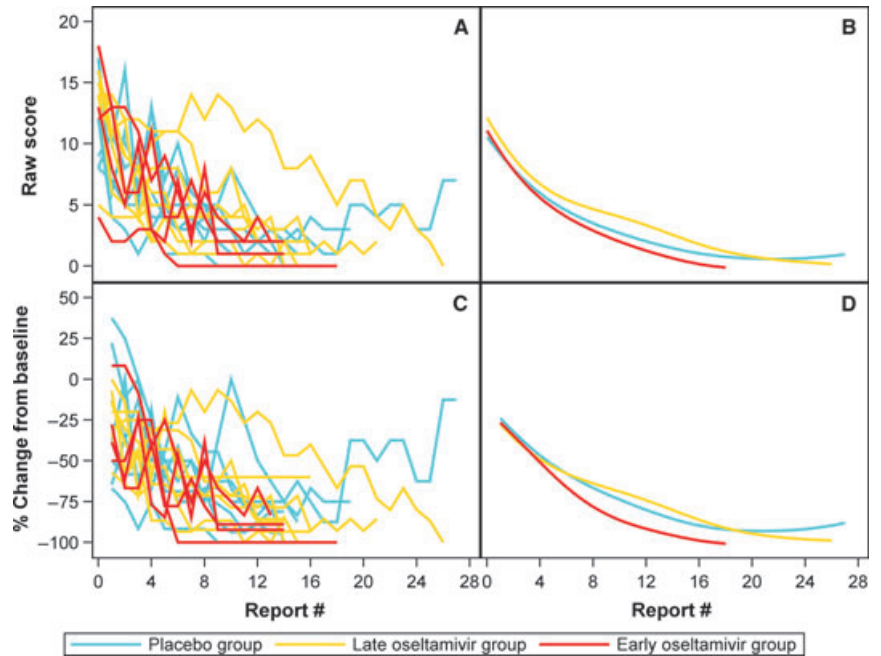 A
B
Raw score
20
15
10
5
0
C
D
% Change from baseline
50
25
0
−25
−50
−75
−100
0 4 8 12 16 20 24 28
0 4 8 12 16 20 24 28
Report #
Report #
Placebo group Late oseltamivir group Early oseltamivir group